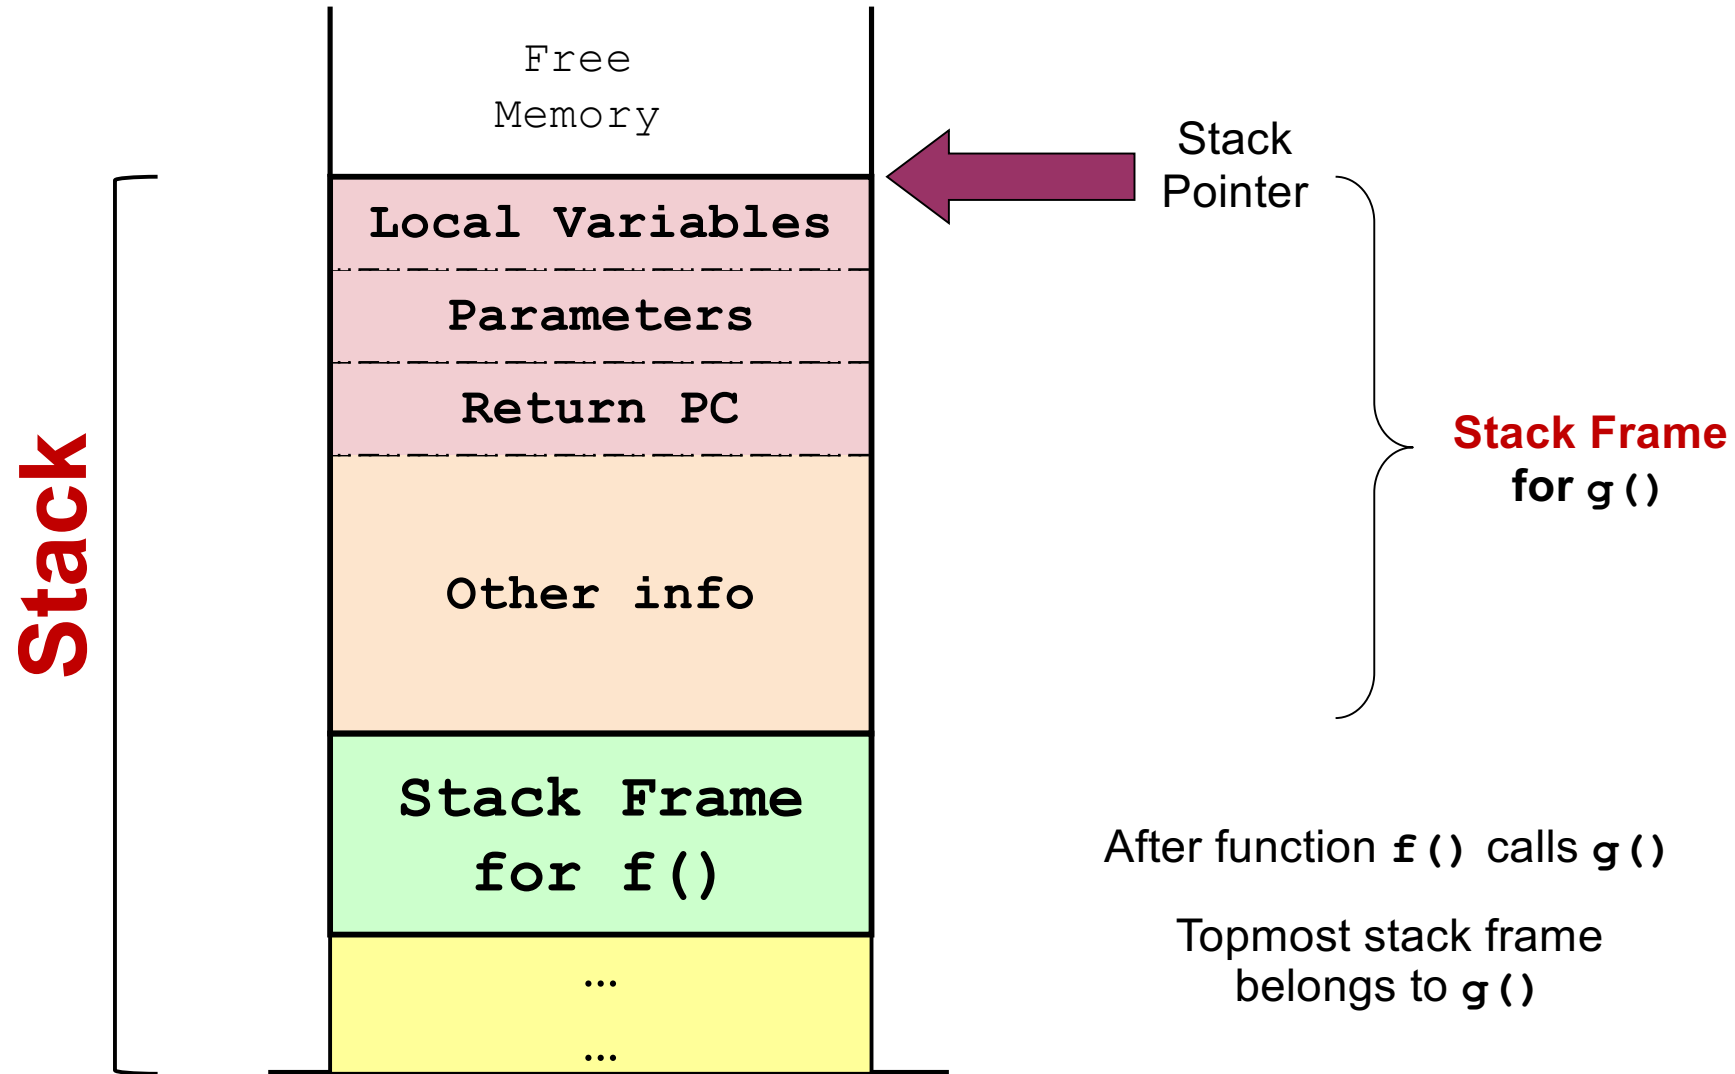 Free
Memory
Stack
Pointer
Local Variables
Parameters
Return PC
Other info
Stack
Stack Frame
for g()
Stack Frame
for f()
After function f() calls g()
Topmost stack frame
belongs to g()
…
…